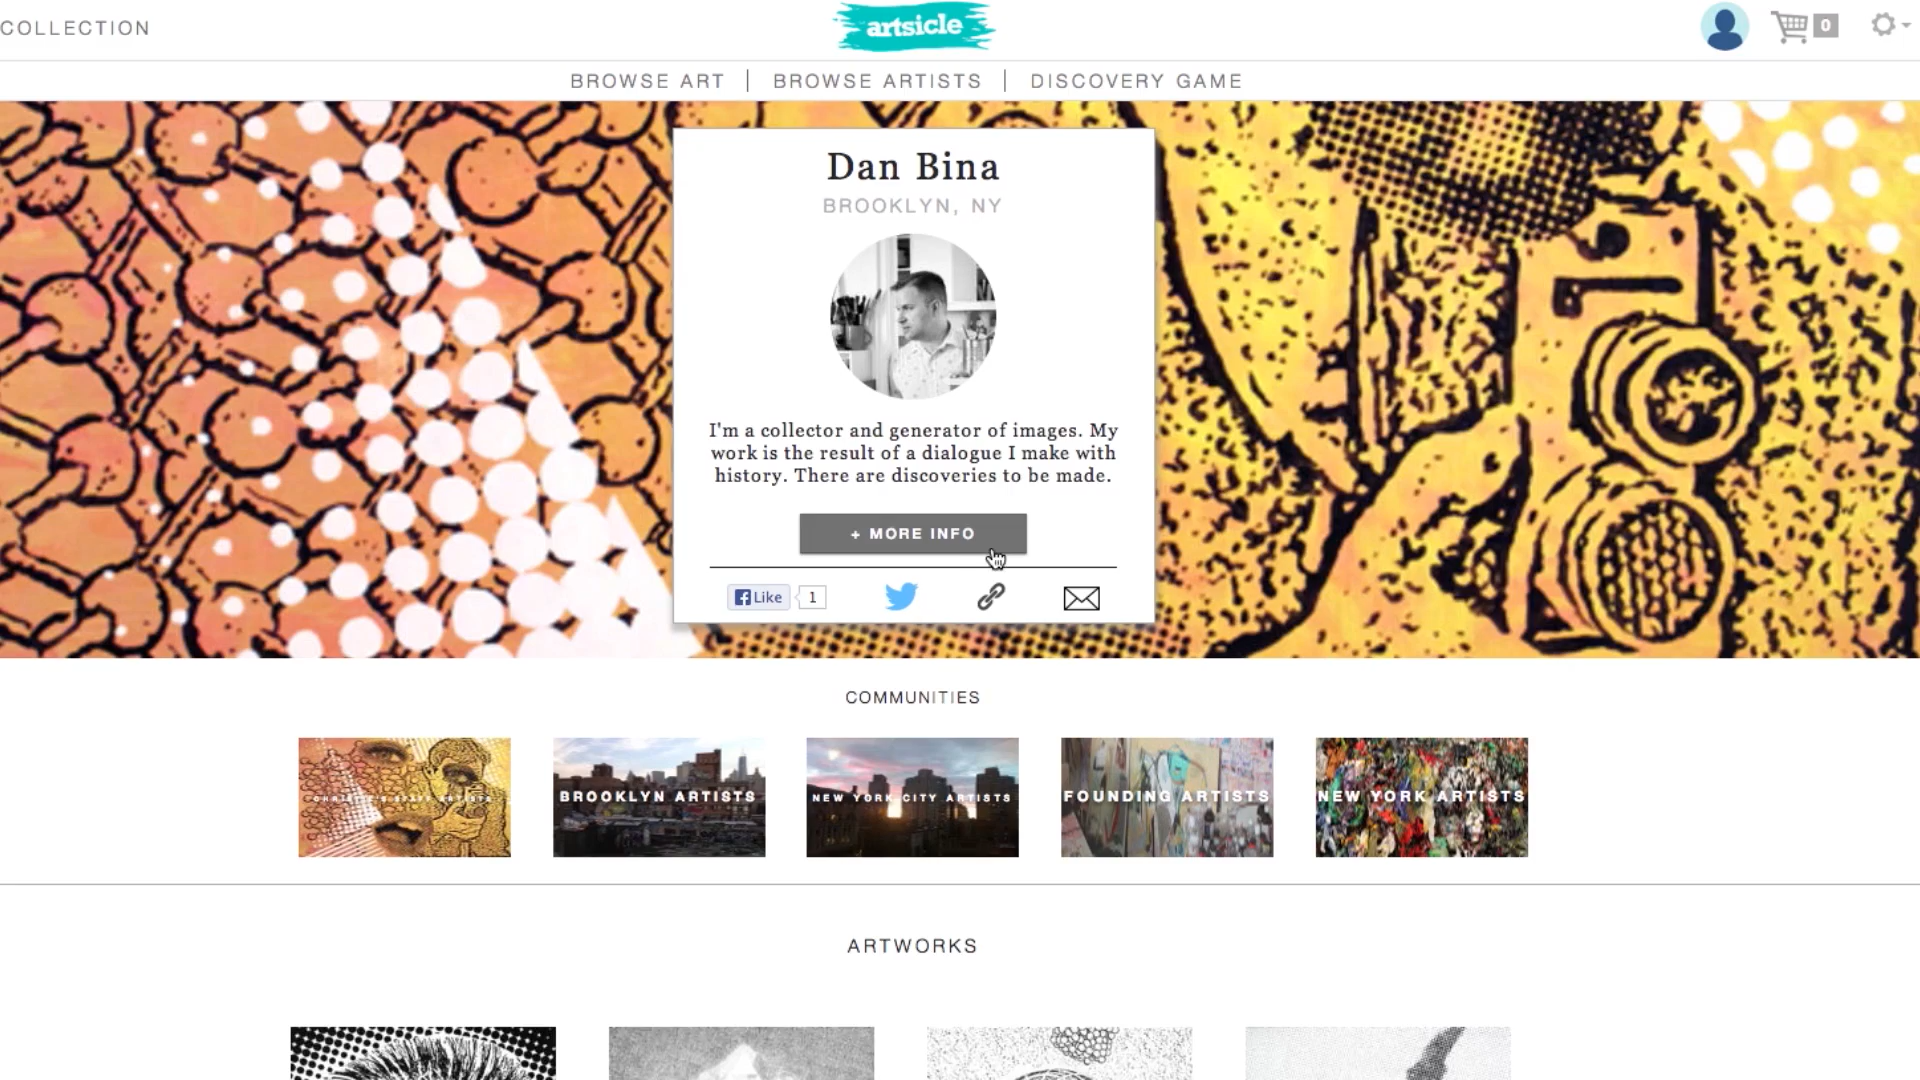 COLLECTION
artsicle
0
BROWSE ART
BROWSE ARTISTS
DISCOVERY GAME
Dan Bina
BROOKLYN, NY
I'm a collector and generator of images. My
work is the result of a dialogue I make with
history. There are discoveries to be made.
+ MORE INFO
Like
1
COMMUNITIES
BROOKLYN ARTISTS
NEW YORK CITY ARTISTS
FOUNDING ARTISTS
NEW YORK ARTISTS
ARTWORKS